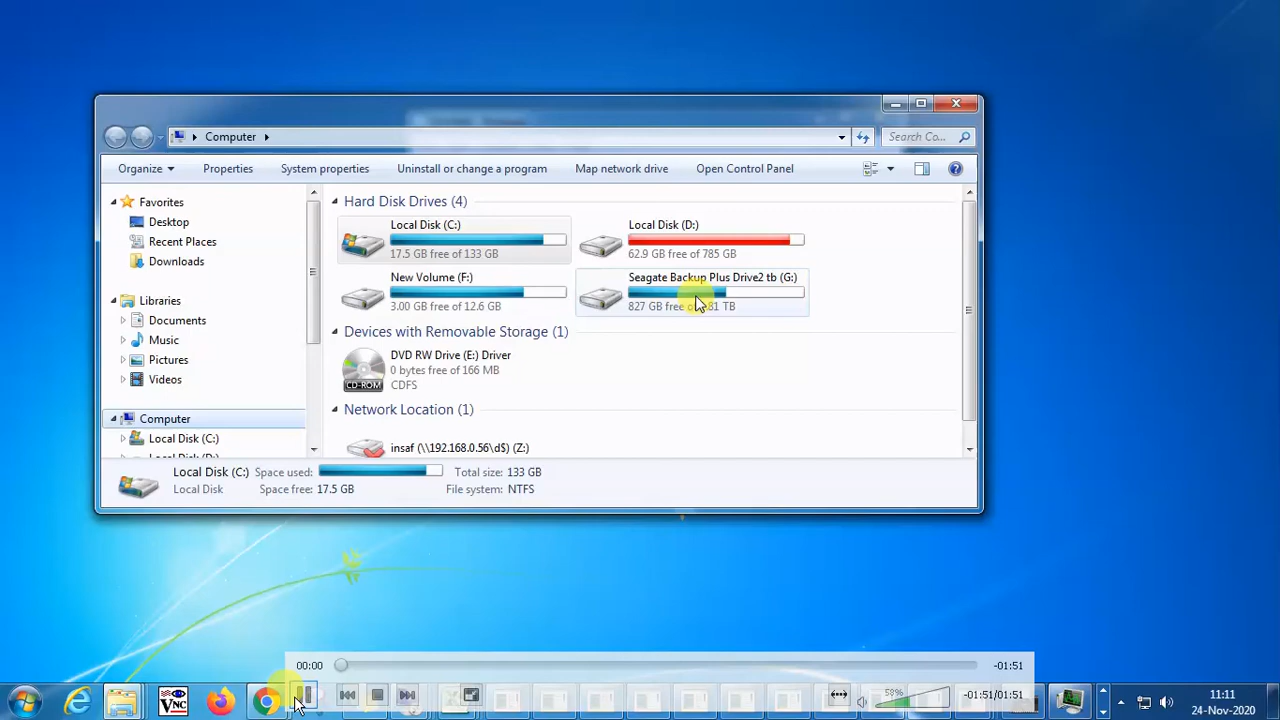 Computer
Search Co...
Organize Properties System properties Uninstall or change a program Map network drive Open Control Panel
Favorites
Desktop
Recent Places
Downloads
Libraries
Documents
Music
Pictures
Videos
Computer
Local Disk (C:)
Hard Disk Drives (4)
Local Disk (C:)
17.5 GB free of 133 GB
Local Disk (D:)
62.9 GB free of 785 GB
New Volume (F:)
3.00 GB free of 12.6 GB
Seagate Backup Plus Drive2 tb (G:)
827 GB free 81 TB
Devices with Removable Storage (1)
DVD RW Drive (E:) Driver
0 bytes free of 166 MB
CDFS
CD-ROM
Network Location (1)
insaf (\\192.168.0.56\d$) (Z:)
Local Disk (C:) Space used: Total size: 133 GB
Local Disk Space free: 17.5 GB File system: NTFS
00:00 -01:51
VNC
58%
-01:51/01:51
11:11
24-Nov-2020